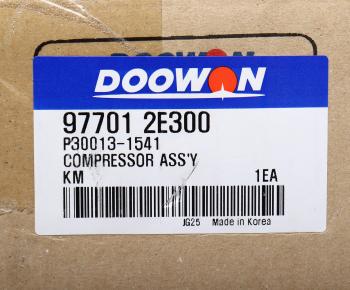 DOOWON
97701 2E300
P30013-1541
COMPRESSOR ASS'Y
KM 1EA
JG25 Made in Korea